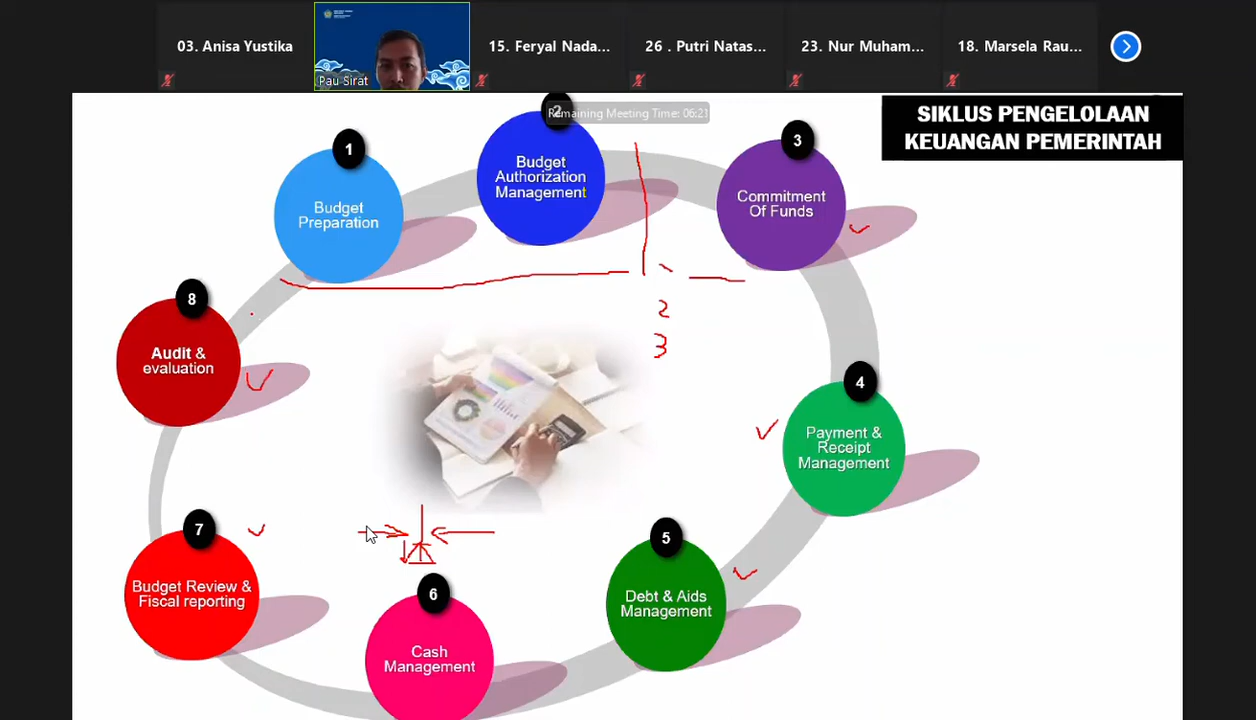 03. Anisa Yustika
Pau Sirat
15. Feryal Nada...
26 . Putri Natas...
23. Nur Muham...
18. Marsela Rau...
Remaining Meeting Time: 06:21
SIKLUS PENGELOLAAN
KEUANGAN PEMERINTAH
1
Budget
Preparation
2
Budget
Authorization
Management
3
Commitment
Of Funds
4
Payment &
Receipt
Management
5
Debt & Aids
Management
6
Cash
Management
7
Budget Review &
Fiscal reporting
8
Audit &
evaluation
2
3